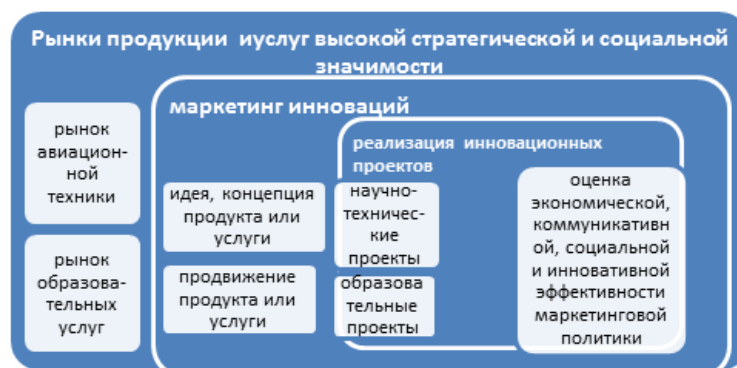 Рынки продукции иуслуг высокой стратегической и социальной
значимости
маркетинг инноваций
рынок
авиацион-
ной
техники
рынок
образова-
тельных
услуг
идея, концепция
продукта или
услуги
продвижение
продукта или
услуги
реализация инновационных
проектов
научно-
техничес-
кие
проекты
образова
тельные
проекты
оценка
экономической,
коммуникативн
ой, социальной
и инновативной
эффективности
маркетинговой
политики